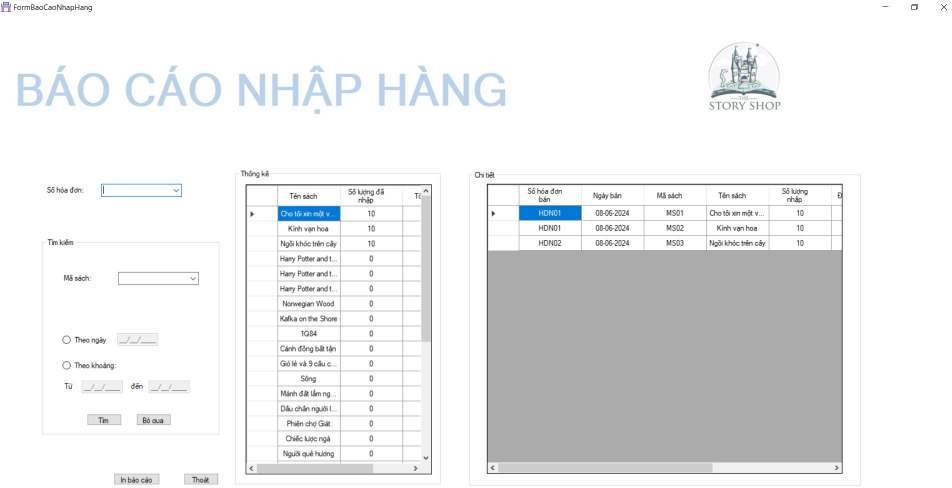 FormBaoCaoNhapHang
BÁO CÁO NHẬP HÀNG
THE
STORY SHOP
Số hóa đơn:
Tìm kiếm
Mã sách:
Theo ngày __/__/____
Theo khoảng:
Từ __/__/____ đến __/__/____
Tìm Bỏ qua
In báo cáo Thoát
Thống kê
Tên sách Số lượng đã nhập
Cho tôi xin một v... 10
Kính vạn hoa 10
Ngồi khóc trên cây 10
Harry Potter and t... 0
Harry Potter and t... 0
Harry Potter and t... 0
Norwegian Wood 0
Kafka on the Shore 0
1Q84 0
Cánh đồng bất tận 0
Gió lẻ và 9 câu c... 0
Sông 0
Mảnh đất lắm ng... 0
Dấu chân người l... 0
Phiên chợ Giát 0
Chiếc lược ngà 0
Người quê hương 0
Chi tiết
Số hóa đơn bán Ngày bán Mã sách Tên sách Số lượng nhập
HDN01 08-06-2024 MS01 Cho tôi xin một v... 10
HDN01 08-06-2024 MS02 Kính vạn hoa 10
HDN02 08-06-2024 MS03 Ngồi khóc trên cây 10